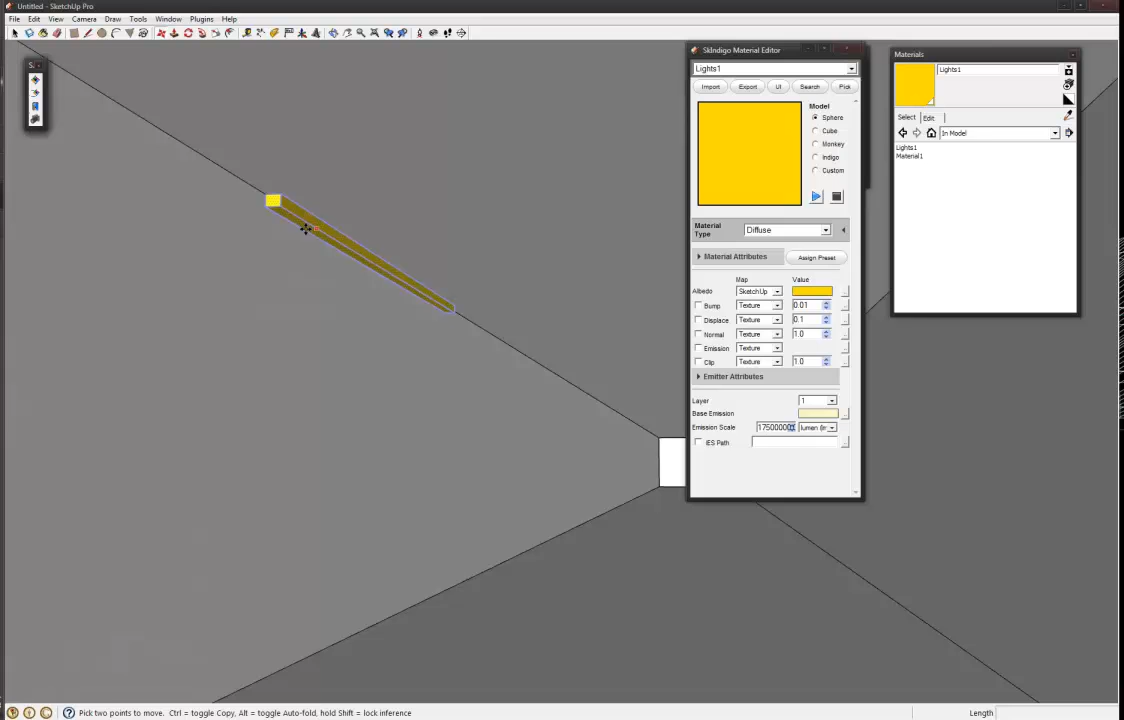 Untitled - SketchUp Pro
File Edit View Camera Draw Tools Window Plugins Help
SkIndigo Material Editor
Lights1
Import Export UI Search Pick
Model
Sphere
Cube
Monkey
Indigo
Custom
Material Type
Diffuse
Material Attributes
Assign Preset
Map Value
Albedo SketchUp
Bump Texture 0.01
Displace Texture 0.1
Normal Texture 1.0
Emission Texture
Clip Texture 1.0
Emitter Attributes
Layer 1
Base Emission
Emission Scale lumen (lm
IES Path
Materials
Lights1
Select Edit
In Model
Lights1
Material1
Pick two points to move. Ctrl = toggle Copy, Alt = toggle Auto-fold, hold Shift = lock inference
Length